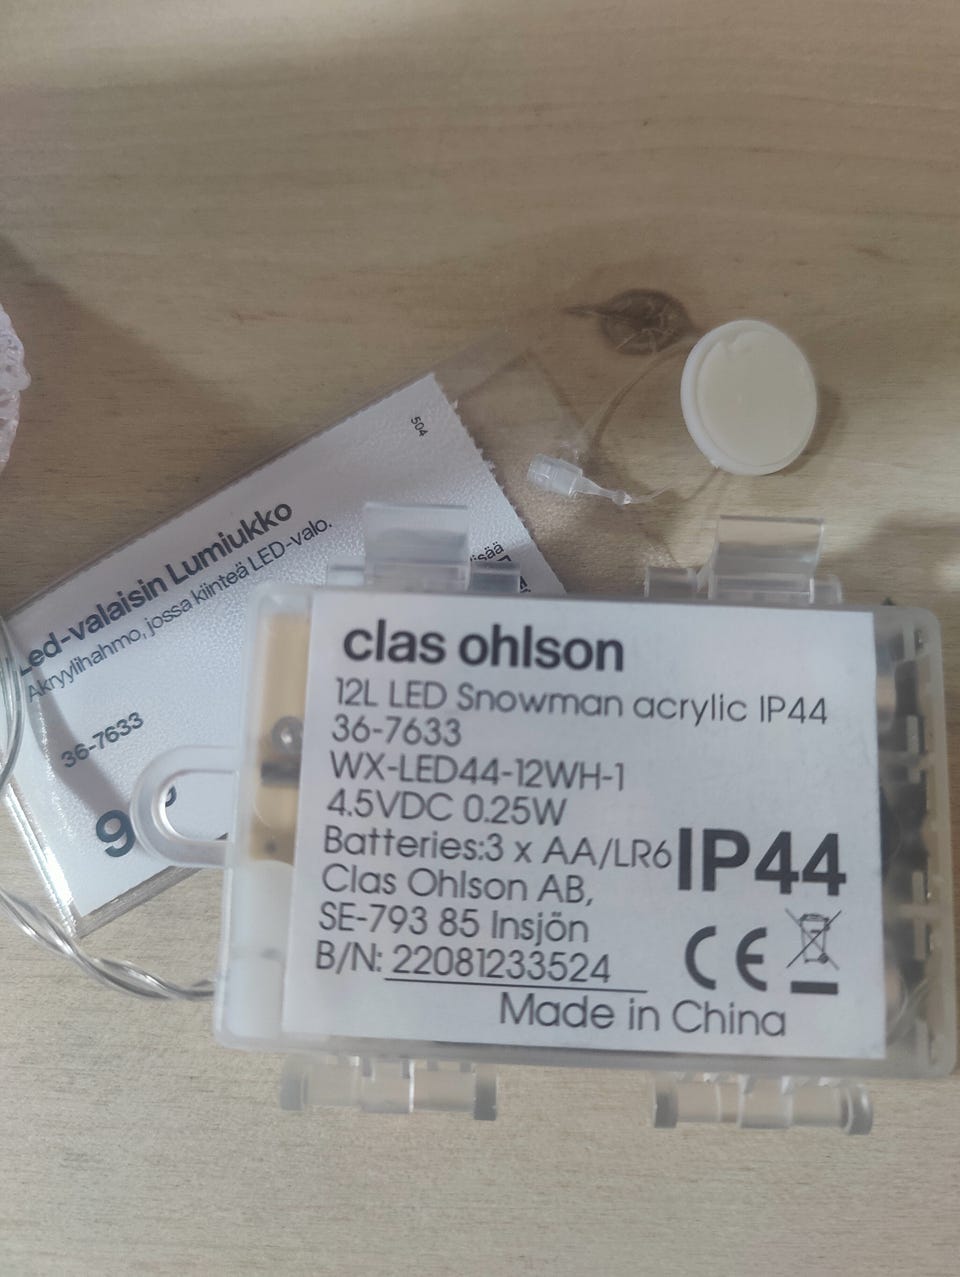 504
Led-valaisin Lumiukko
Akryylihahmo, jossa kiinteä LED-valo.
36-7633
9
clas ohlson
12L LED Snowman acrylic IP44
36-7633
WX-LED44-12WH-1
4.5VDC 0.25W
Batteries:3 x AA/LR6
IP44
Clas Ohlson AB,
SE-793 85 Insjön
CE
B/N: 22081233524
Made in China